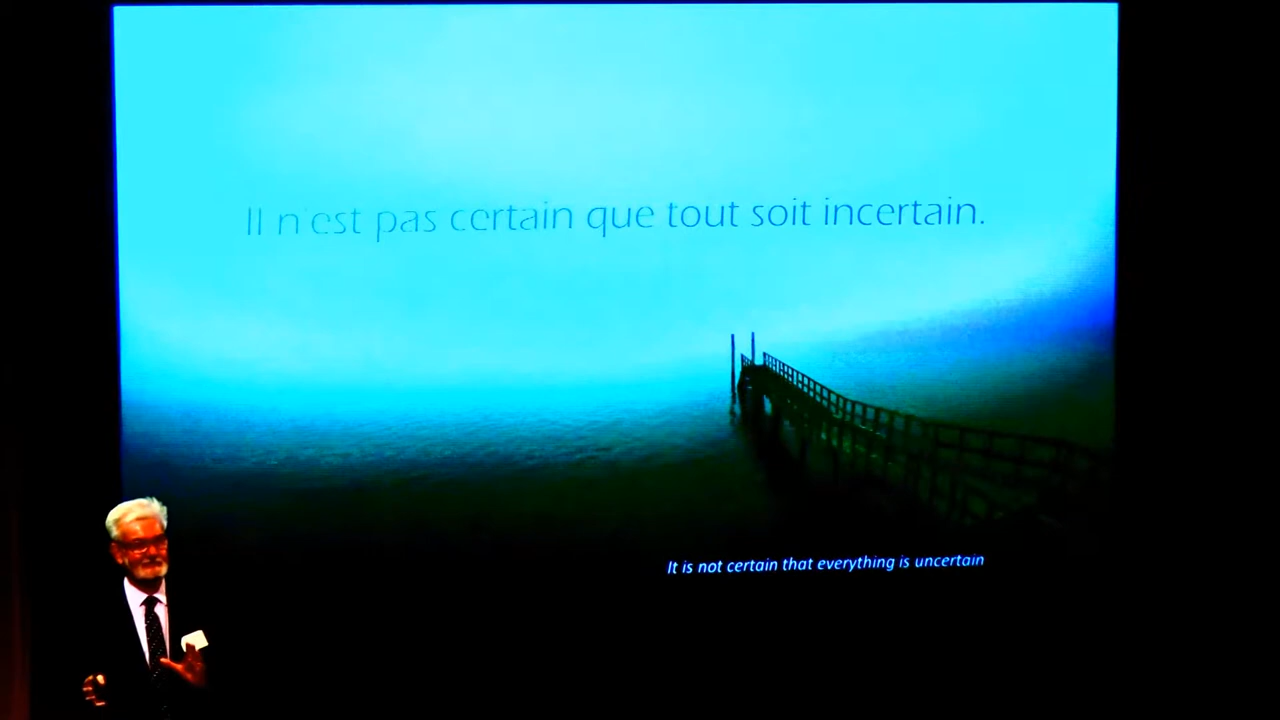 Il n'est pas certain que tout soit incertain.
It is not certain that everything is uncertain